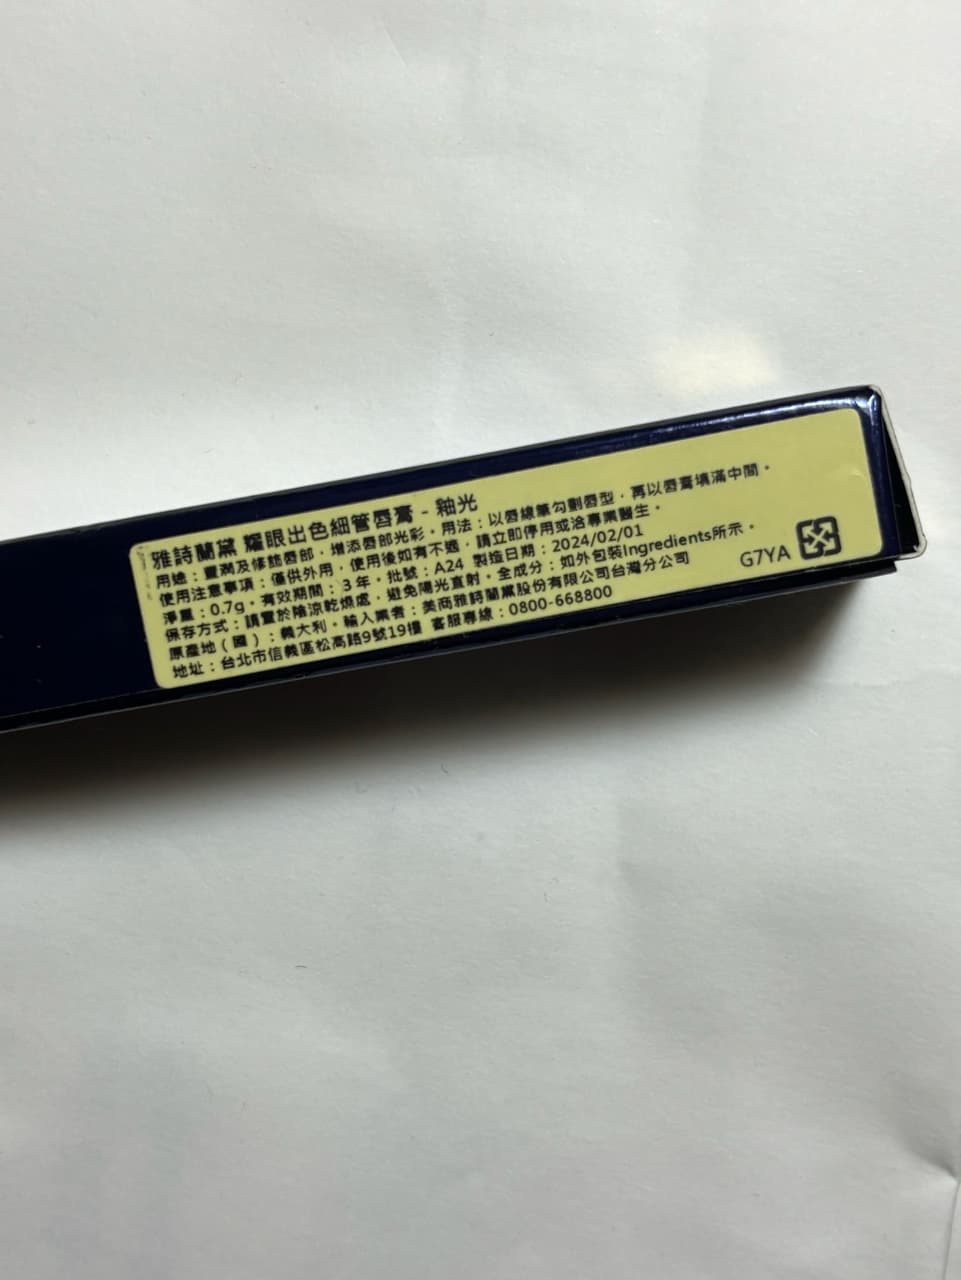 雅詩蘭黛 耀眼出色細管唇膏 - 釉光
用途：豐潤及修飾唇部，增添唇部光彩。用法：以唇線筆勾劃唇型，再以唇膏填滿中間。
使用注意事項：僅供外用，使用後如有不適，請立即停用或洽專業醫生。
淨重：0.7g。有效期間：3年。批號：A24 製造日期：2024/02/01
保存方式：請置於陰涼乾燥處，避免陽光直射。全成分：如外包裝Ingredients所示。
原產地（國）：義大利。輸入業者：美商雅詩蘭黛股份有限公司台灣分公司
地址：台北市信義區松高路9號19樓 客服專線：0800-668800
G7YA